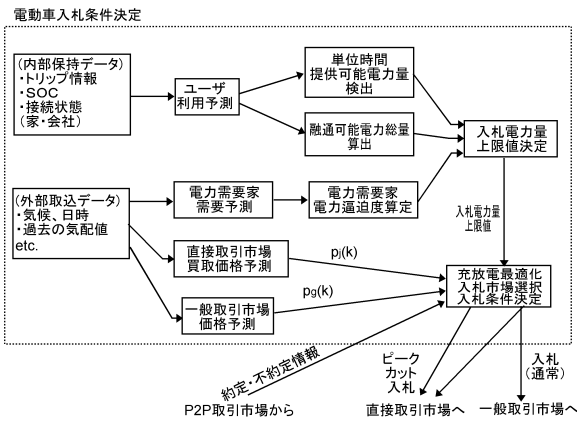 電動車入札条件決定
(内部保持データ)
・トリップ情報
・SOC
・接続状態
(家・会社)
ユーザ
利用予測
単位時間
提供可能電力量
検出
融通可能電力総量
算出
入札電力量
上限値決定
(外部取込データ)
・気候、日時
・過去の気配値
etc.
電力需要家
需要予測
電力需要家
電力逼迫度算定
入札電力量
上限値
直接取引市場
買取価格予測
pj(k)
一般取引市場
価格予測
pg(k)
充放電最適化
入札市場選択
入札条件決定
約定・不約定情報
P2P取引市場から
ピーク
カット
入札
入札
(通常)
直接取引市場へ
一般取引市場へ